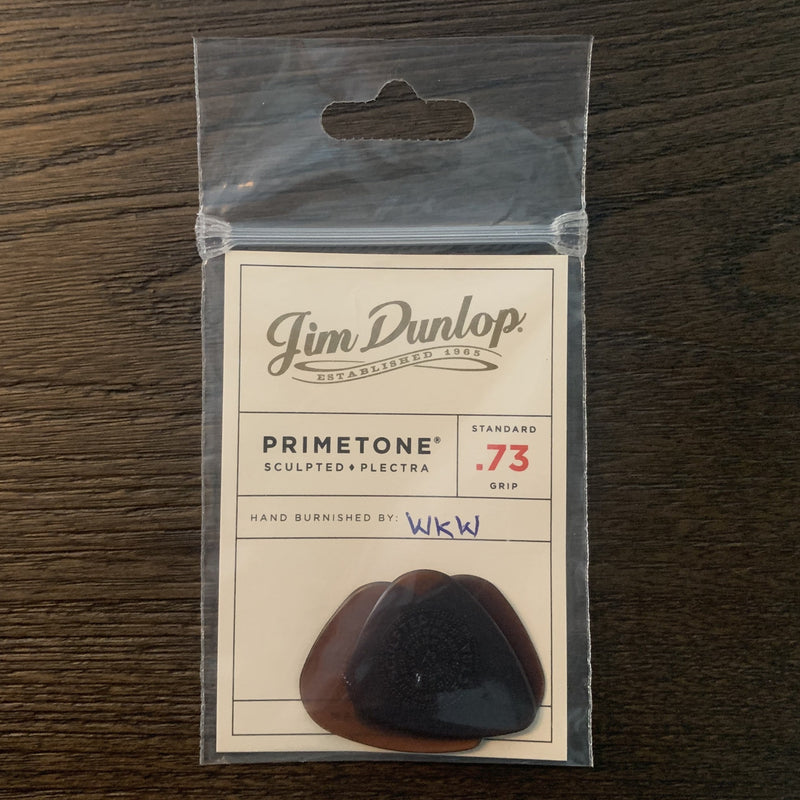 Jim Dunlop®
ESTABLISHED 1965
PRIMETONE®
SCULPTED ♦ PLECTRA
STANDARD
.73
GRIP
HAND BURNISHED BY: WKW